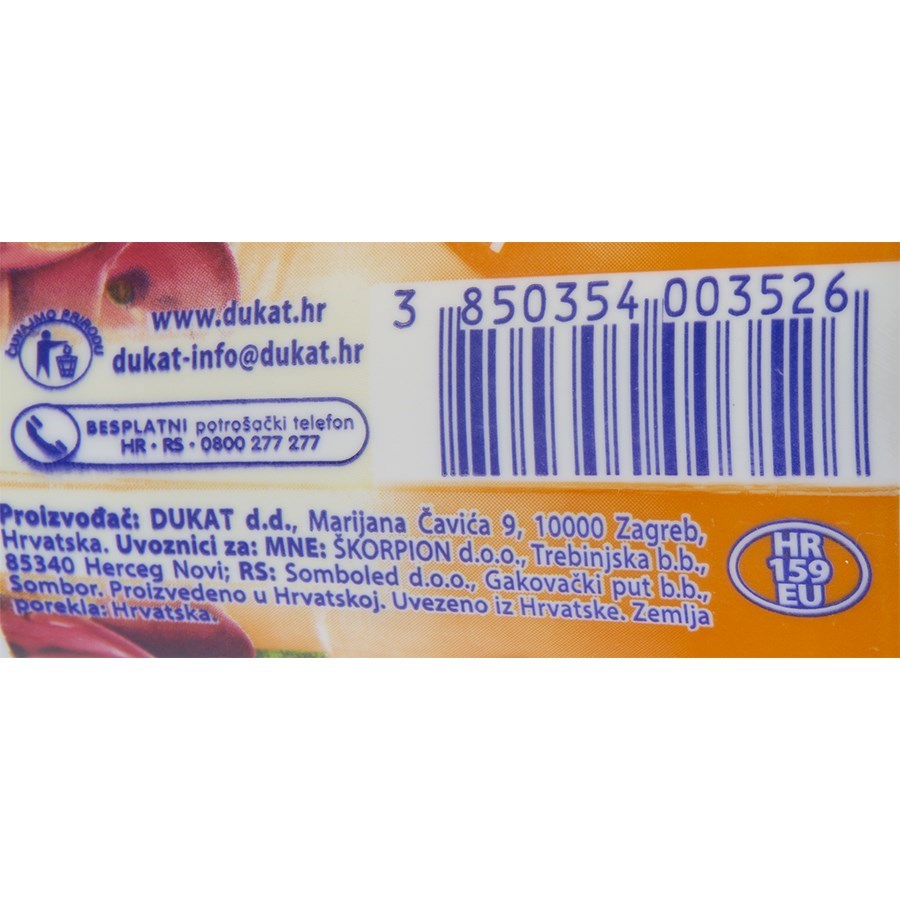 ČUVAJMO PRIRODU
www.dukat.hr
dukat-info@dukat.hr
BESPLATNI potrošački telefon
HR • RS • 0800 277 277
3 850354 003526
Proizvođač: DUKAT d.d., Marijana Čavića 9, 10000 Zagreb,
Hrvatska. Uvoznici za: MNE: ŠKORPION d.o.o., Trebinjska b.b.,
85340 Herceg Novi; RS: Somboled d.o.o., Gakovački put b.b.,
Sombor. Proizvedeno u Hrvatskoj. Uvezeno iz Hrvatske. Zemlja
porekla: Hrvatska.
HR
159
EU